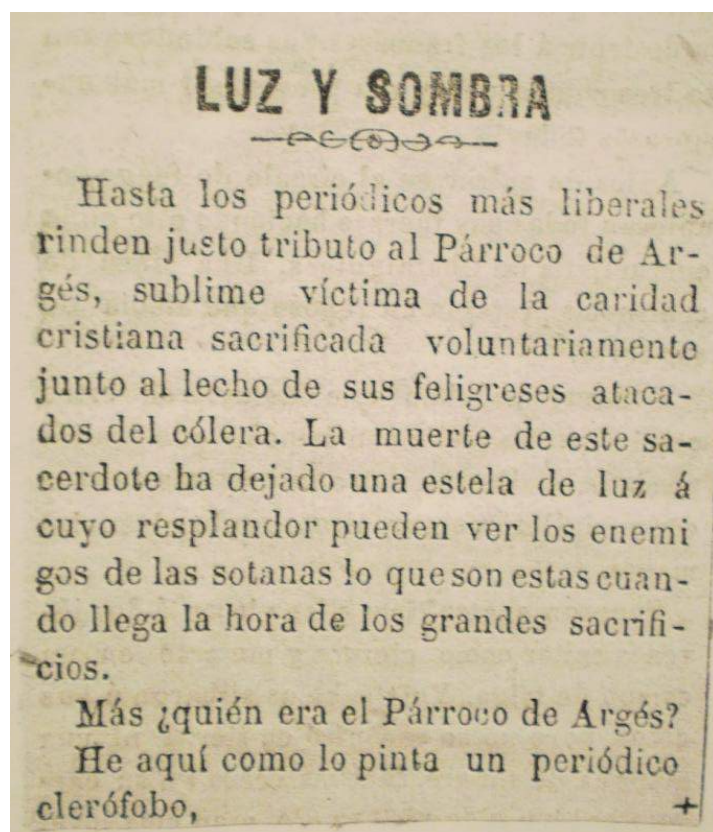 LUZ Y SOMBRA
Hasta los periódicos más liberales
rinden justo tributo al Párroco de Ar-
gés, sublime víctima de la caridad
cristiana sacrificada voluntariamente
junto al lecho de sus feligreses ataca-
dos del cólera. La muerte de este sa-
cerdote ha dejado una estela de luz á
cuyo resplandor pueden ver los enemi
gos de las sotanas lo que son estas cuan-
do llega la hora de los grandes sacrifi-
cios.
Más ¿quién era el Párroco de Argés?
He aquí como lo pinta un periódico
clerófobo, +